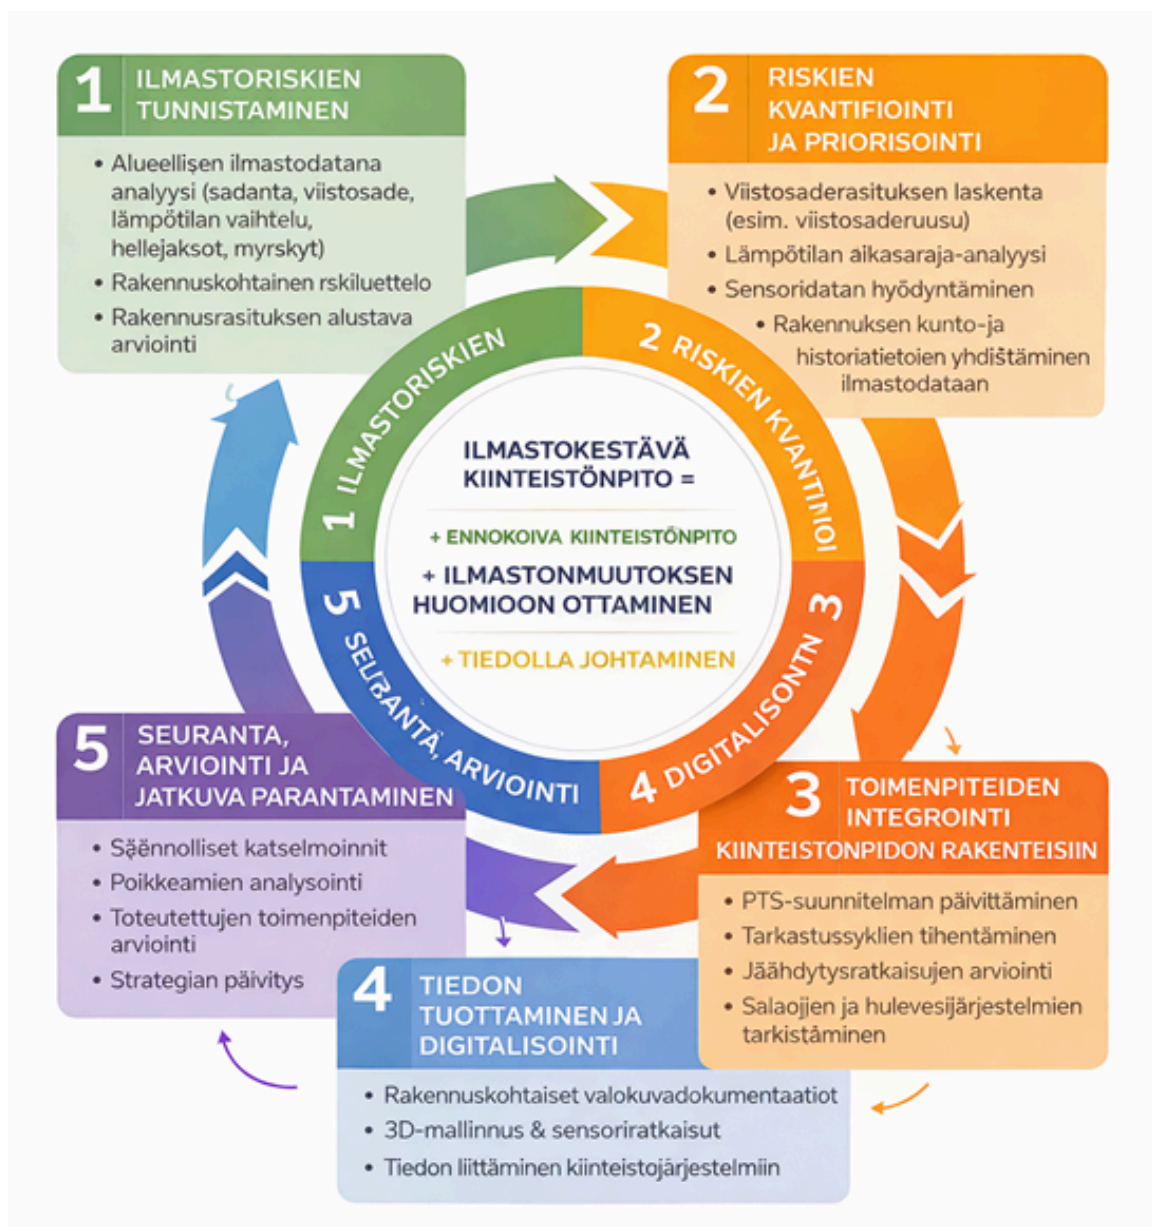 1 ILMASTORISKIEN
TUNNISTAMINEN
• Alueellisen ilmastodatana
analyysi (sadanta, viistosade,
lämpötilan vaihtelu,
hellejaksot, myrskyt)
• Rakennuskohtainen rskiluettelo
• Rakennusrasituksen alustava
arviointi
2 RISKIEN
KVANTIFIOINTI
JA PRIORISOINTI
• Viistosaderasituksen laskenta
(esim. viistosaderuusu)
• Lämpötilan aikasaraja-analyysi
• Sensoridatan hyödyntäminen
• Rakennuksen kunto-ja
historiatietoien yhdistäminen
ilmastodataan
1 ILMASTORISKIEN
2 RISKIEN KVANTIFIOI
3
4 DIGITALISONTN
5 SEURANTÄ, ARVIOINTI
ILMASTOKESTÄVÄ
KIINTEISTÖNPITO =
+ ENNOKOIVA KIINTEISTÖNPITO
+ ILMASTONMUUTOKSEN
HUOMIOON OTTAMINEN
+ TIEDOLLA JOHTAMINEN
3 TOIMENPITEIDEN
INTEGROINTI
KIINTEISTONPIDON RAKENTEISIIN
• PTS-suunnitelman päivittäminen
• Tarkastussyklien tihentäminen
• Jäähdytysratkaisujen arviointi
• Salaojjen ja hulevesijärjestelmien
tarkistäminen
4 TIEDON
TUOTTAMINEN JA
DIGITALISOINTI
• Rakennuskohtaiset valokuvadokumentaatiot
• 3D-mallinnus & sensoriratkaisut
• Tiedon liittäminen kiinteistojärjestelmiin
5 SEURANTA,
ARVIOINTI JA
JATKUVA PARANTAMINEN
• Sääennolliset katselmoinnit
• Poikkeamien analysointi
• Toteutettujen toimenpiteiden
arviointi
• Strategian päivitys